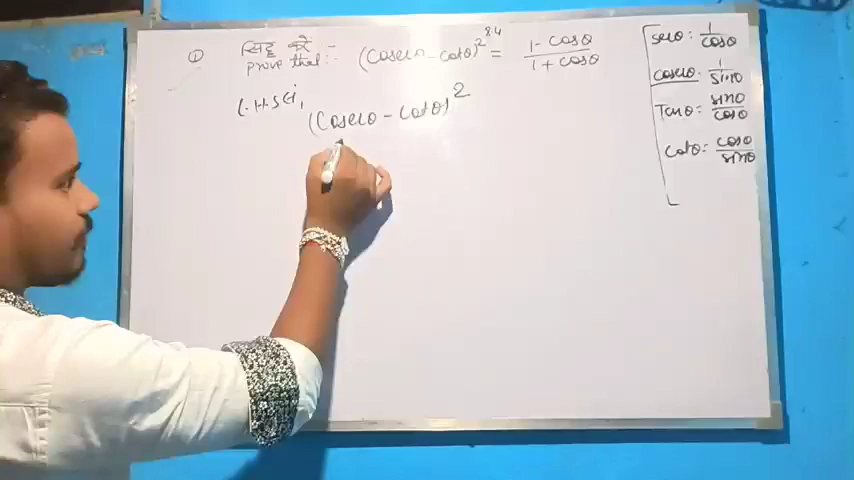 ① सिद्ध करें :-
Prove that:- (Cosecθ - cotθ)² = 1 - cosθ / 1 + cosθ
8.4
L.H.S से,
(Cosecθ - cotθ)²
secθ = 1/cosθ
cosecθ = 1/sinθ
Tanθ = sinθ/cosθ
cotθ = cosθ/sinθ